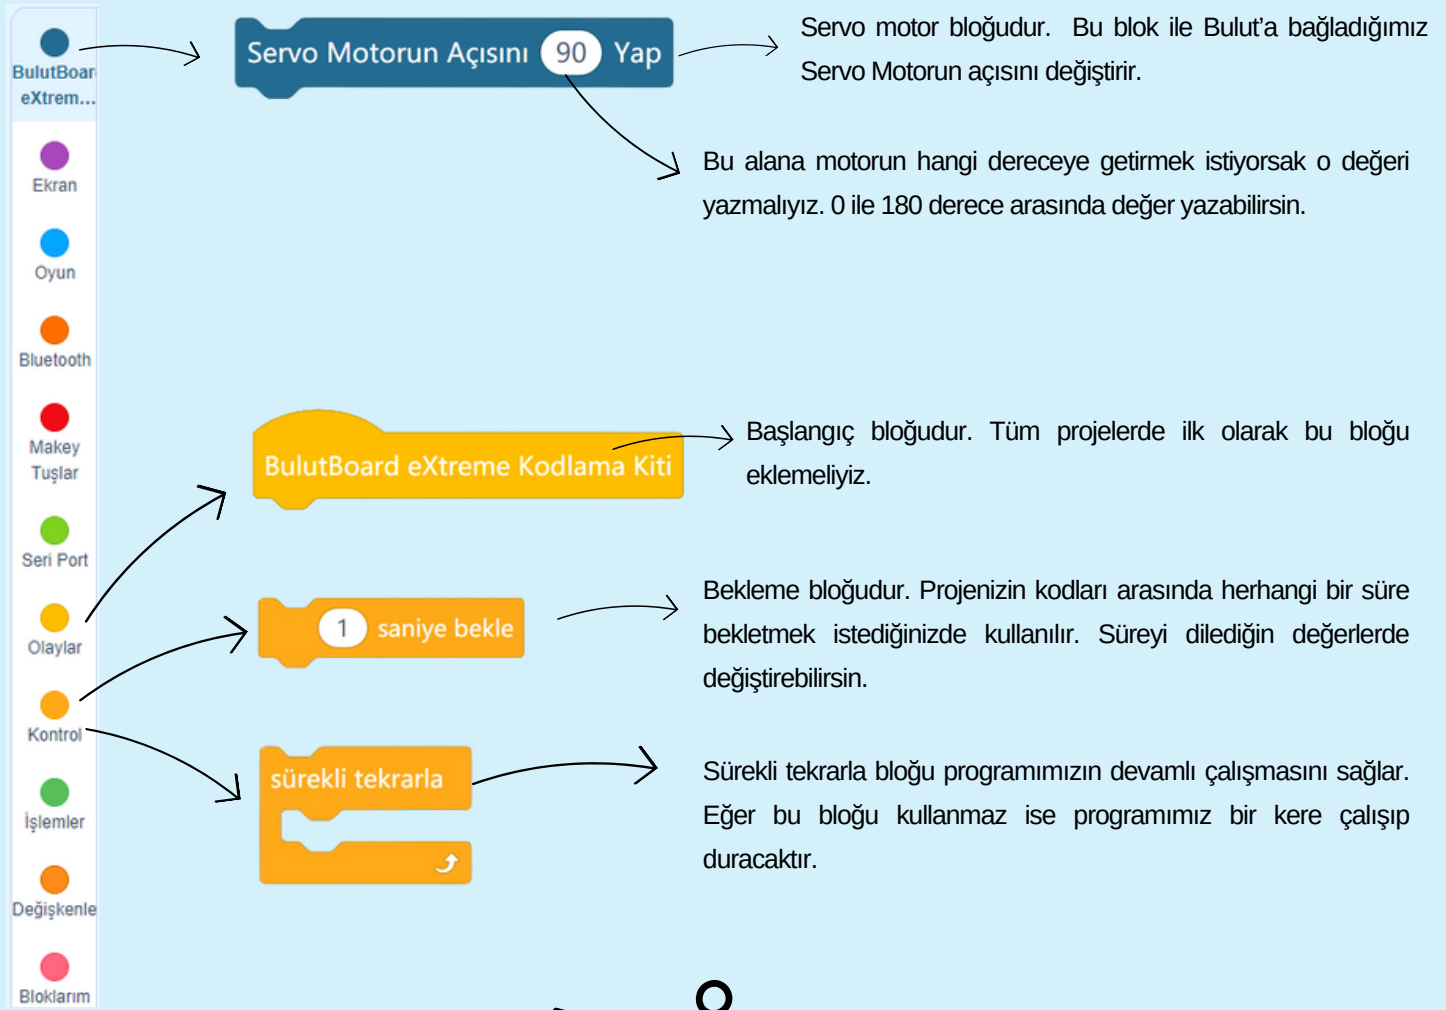 BulutBoar
eXtrem...
Ekran
Oyun
Bluetooth
Makey
Tuşlar
Seri Port
Olaylar
Kontrol
İşlemler
Değişkenle
Bloklarım
Servo Motorun Açısını 90 Yap
Servo motor bloğudur. Bu blok ile Bulut’a bağladığımız
Servo Motorun açısını değiştirir.
Bu alana motorun hangi dereceye getirmek istiyorsak o değeri
yazmalıyız. 0 ile 180 derece arasında değer yazabilirsin.
BulutBoard eXtreme Kodlama Kiti
Başlangıç bloğudur. Tüm projelerde ilk olarak bu bloğu
eklemeliyiz.
1 saniye bekle
Bekleme bloğudur. Projenizin kodları arasında herhangi bir süre
bekletmek istediğinizde kullanılır. Süreyi dilediğin değerlerde
değiştirebilirsin.
sürekli tekrarla
Sürekli tekrarla bloğu programımızın devamlı çalışmasını sağlar.
Eğer bu bloğu kullanmaz ise programımız bir kere çalışıp
duracaktır.